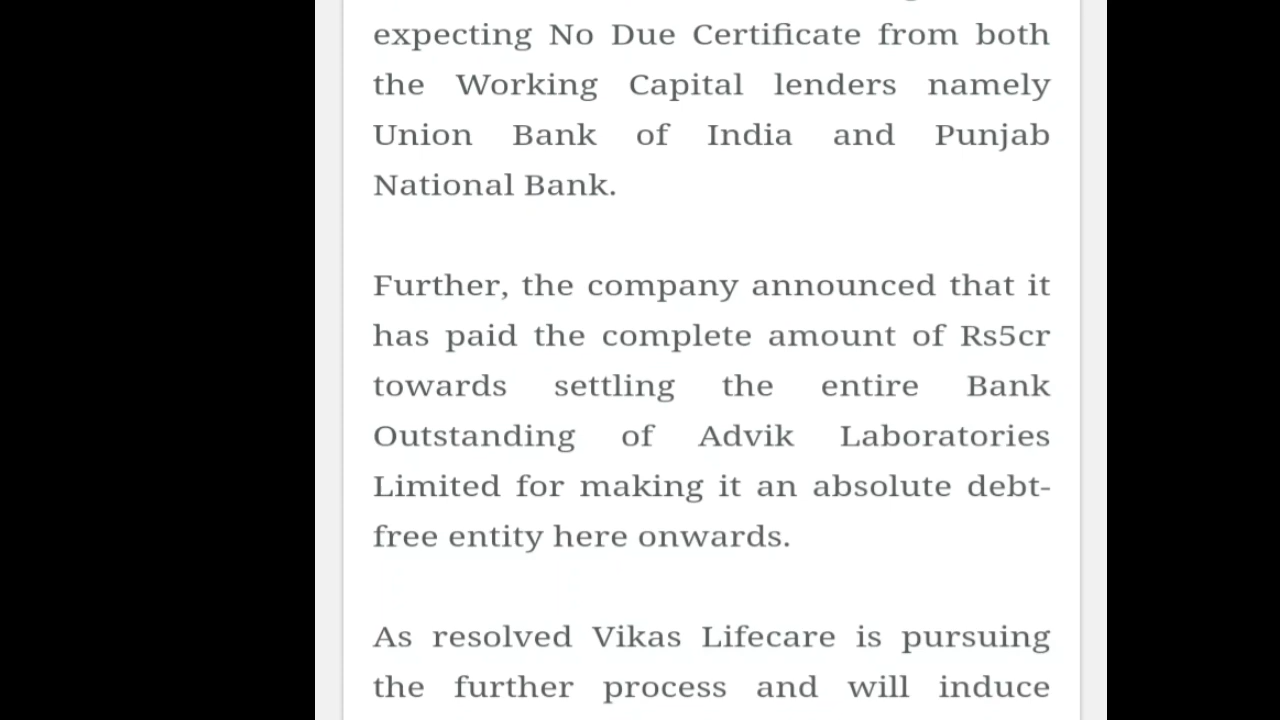 expecting No Due Certificate from both
the Working Capital lenders namely
Union Bank of India and Punjab
National Bank.
Further, the company announced that it
has paid the complete amount of Rs5cr
towards settling the entire Bank
Outstanding of Advik Laboratories
Limited for making it an absolute debt-
free entity here onwards.
As resolved Vikas Lifecare is pursuing
the further process and will induce